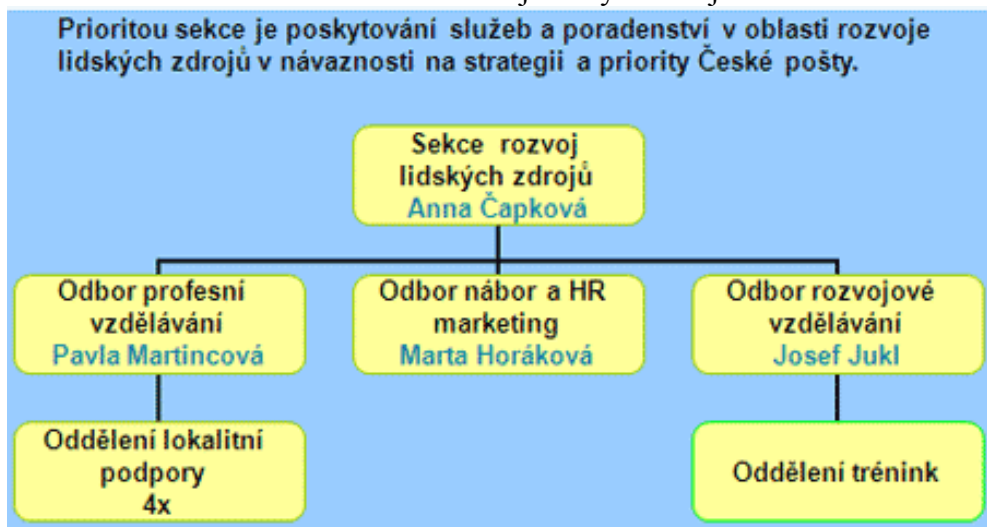 Prioritou sekce je poskytování služeb a poradenství v oblasti rozvoje
lidských zdrojů v návaznosti na strategii a priority České pošty.
Sekce rozvoj
lidských zdrojů
Anna Čapková
Odbor profesní
vzdělávání
Pavla Martincová
Odbor nábor a HR
marketing
Marta Horáková
Odbor rozvojové
vzdělávání
Josef Jukl
Oddělení lokalitní
podpory
4x
Oddělení trénink